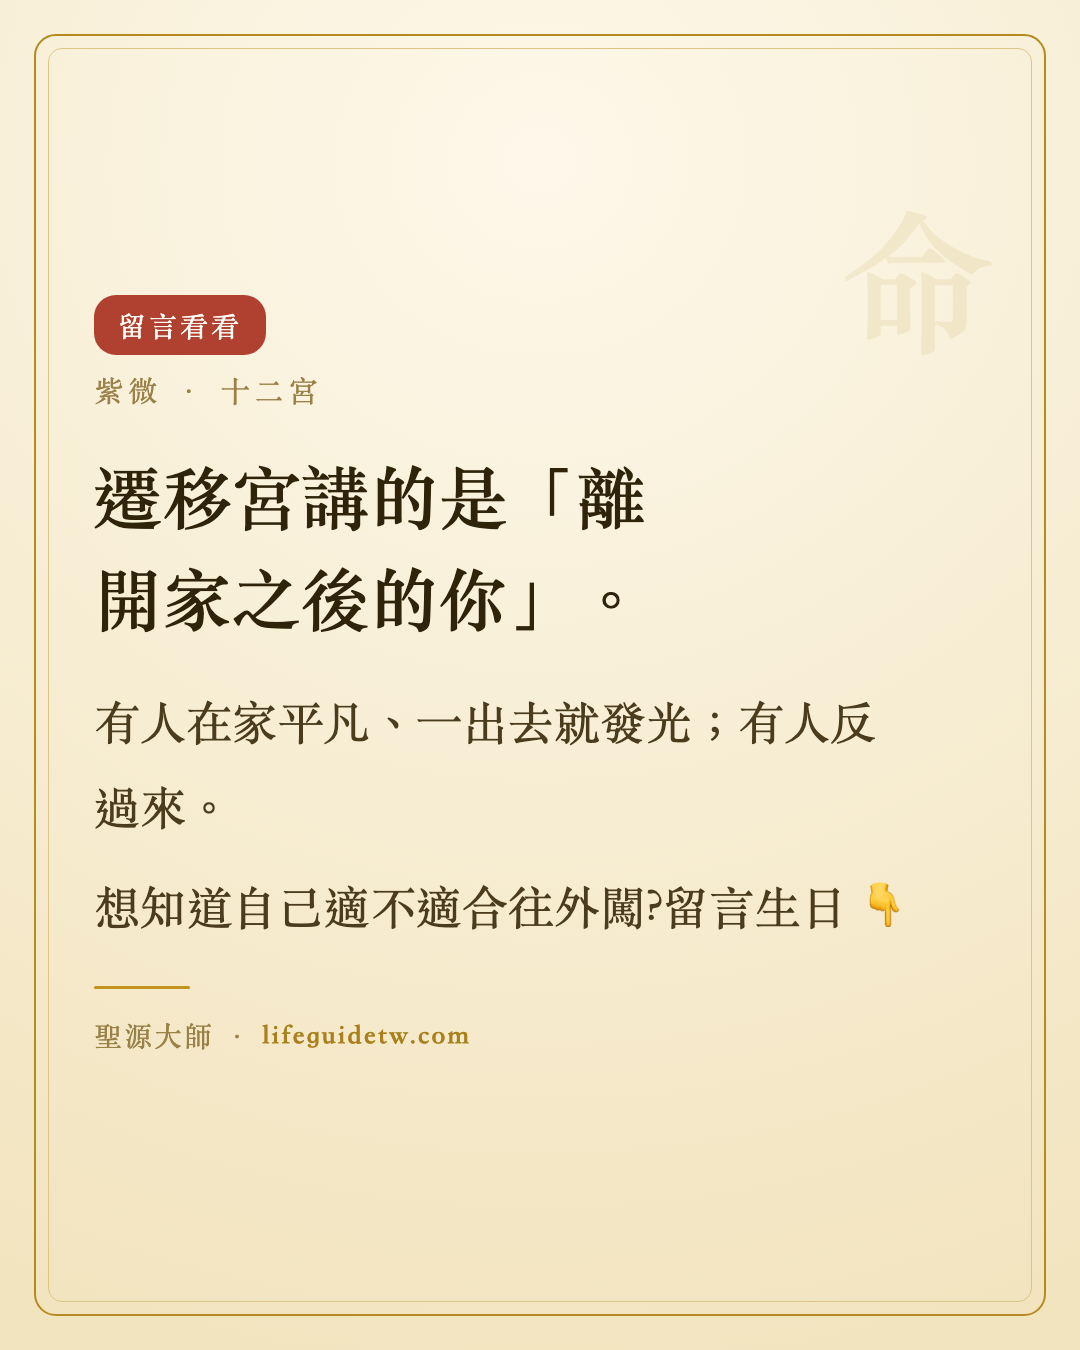 命
留言看看
紫微 · 十二宮
遷移宮講的是「離
開家之後的你」。
有人在家平凡、一出去就發光；有人反
過來。
想知道自己適不適合往外闖?留言生日 👇
聖源大師 · lifeguidetw.com